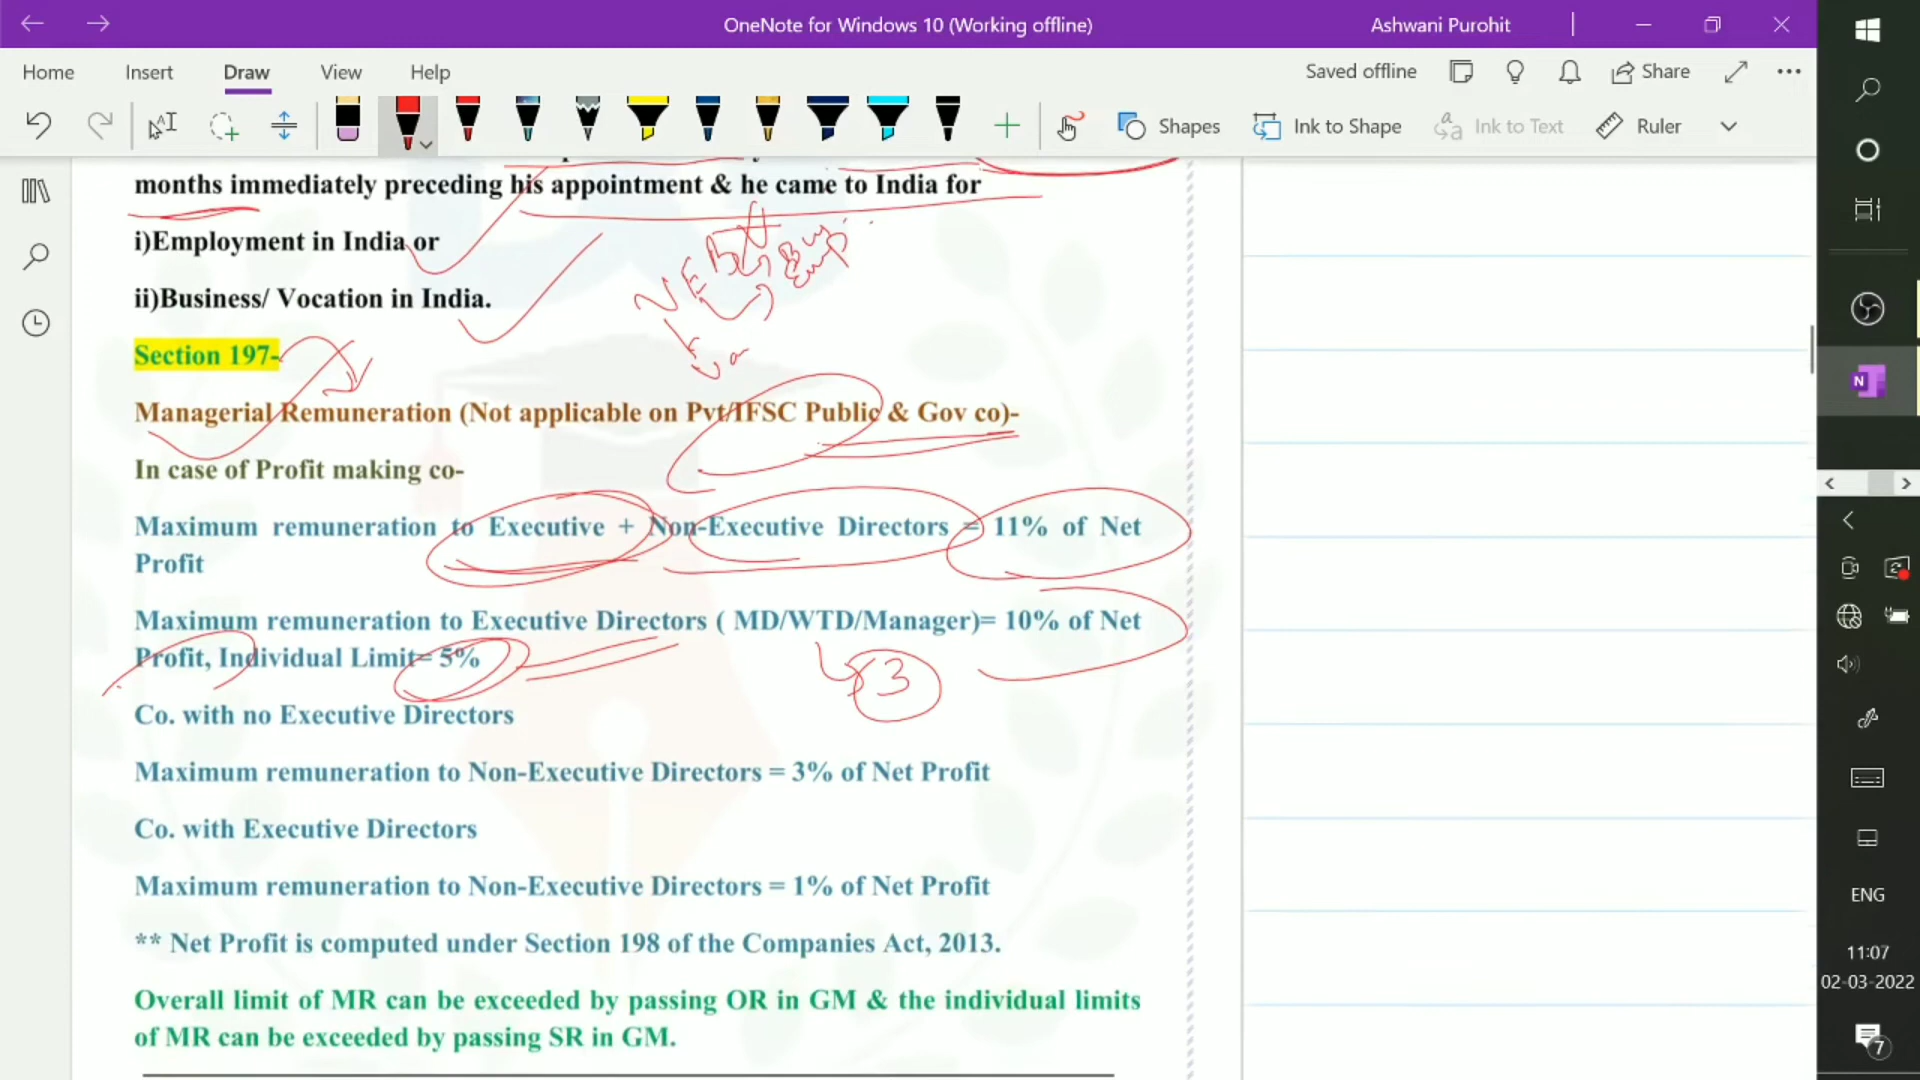 OneNote for Windows 10 (Working offline)
Ashwani Purohit
Home Insert Draw View Help
Saved offline
Share
Shapes
Ink to Shape
Ink to Text
Ruler
months immediately preceding his appointment & he came to India for
i)Employment in India or
ii)Business/ Vocation in India.
Section 197-
Managerial Remuneration (Not applicable on Pvt/IFSC Public & Gov co)-
In case of Profit making co-
Maximum remuneration to Executive + Non-Executive Directors = 11% of Net
Profit
Maximum remuneration to Executive Directors ( MD/WTD/Manager)= 10% of Net
Profit, Individual Limit= 5%
3
Co. with no Executive Directors
Maximum remuneration to Non-Executive Directors = 3% of Net Profit
Co. with Executive Directors
Maximum remuneration to Non-Executive Directors = 1% of Net Profit
** Net Profit is computed under Section 198 of the Companies Act, 2013.
Overall limit of MR can be exceeded by passing OR in GM & the individual limits
of MR can be exceeded by passing SR in GM.
N
ENG
11:07
02-03-2022
7